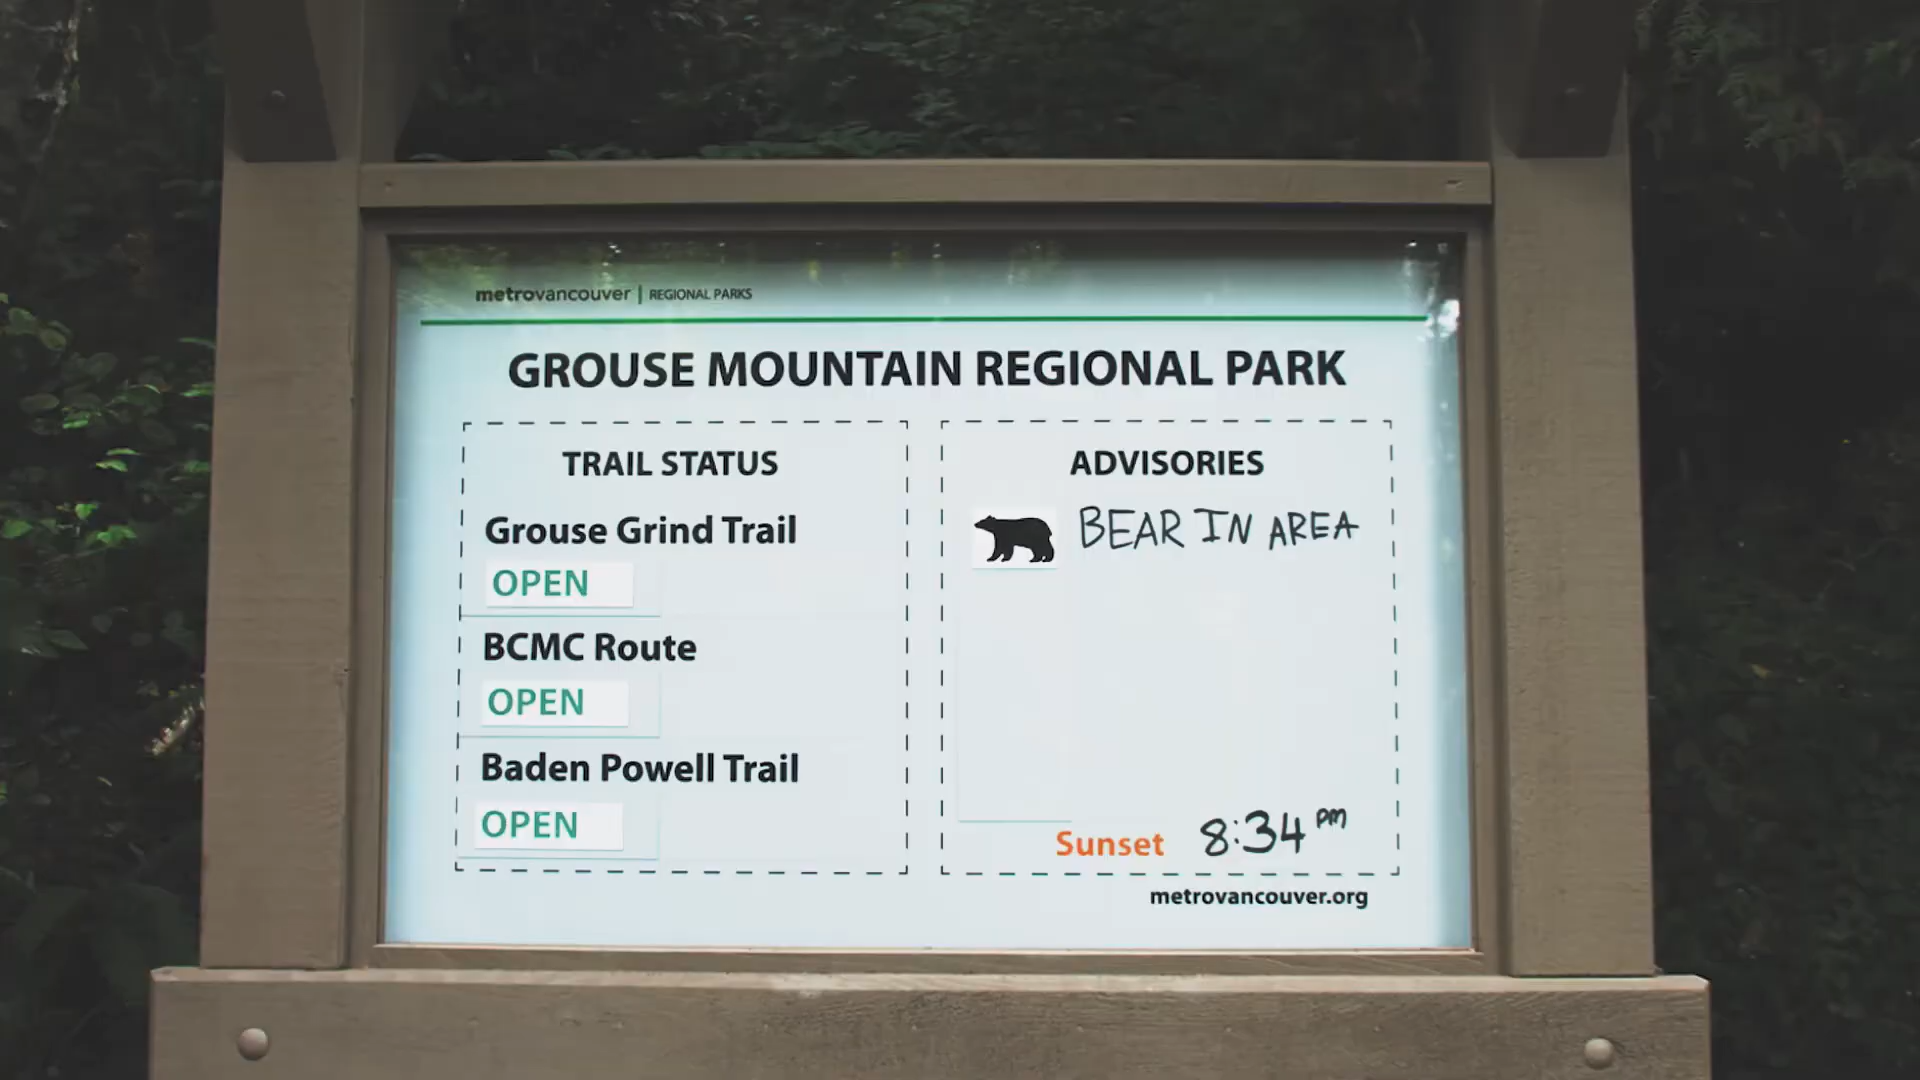 metrovancouver | REGIONAL PARKS
GROUSE MOUNTAIN REGIONAL PARK
TRAIL STATUS
Grouse Grind Trail
OPEN
BCMC Route
OPEN
Baden Powell Trail
OPEN
ADVISORIES
BEAR IN AREA
Sunset 8:34 PM
metrovancouver.org